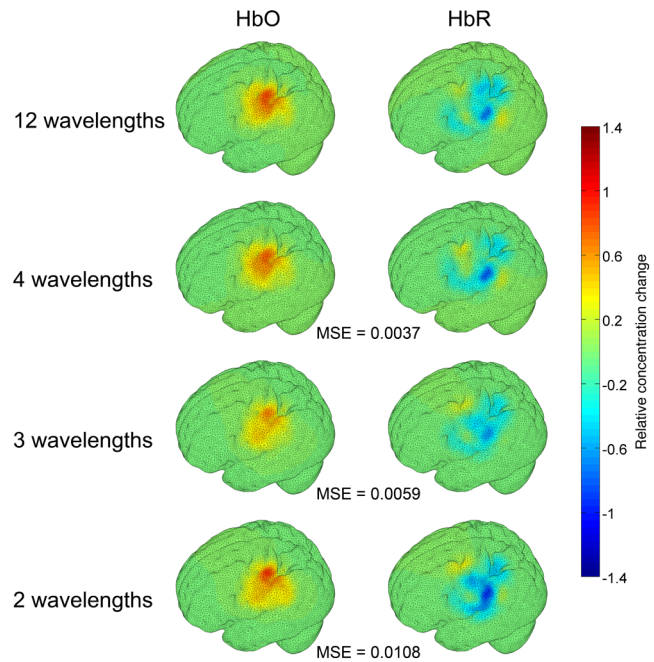 HbO HbR
12 wavelengths
4 wavelengths
MSE = 0.0037
3 wavelengths
MSE = 0.0059
2 wavelengths
MSE = 0.0108
1.4
1
0.6
0.2
-0.2
-0.6
-1
-1.4
Relative concentration change